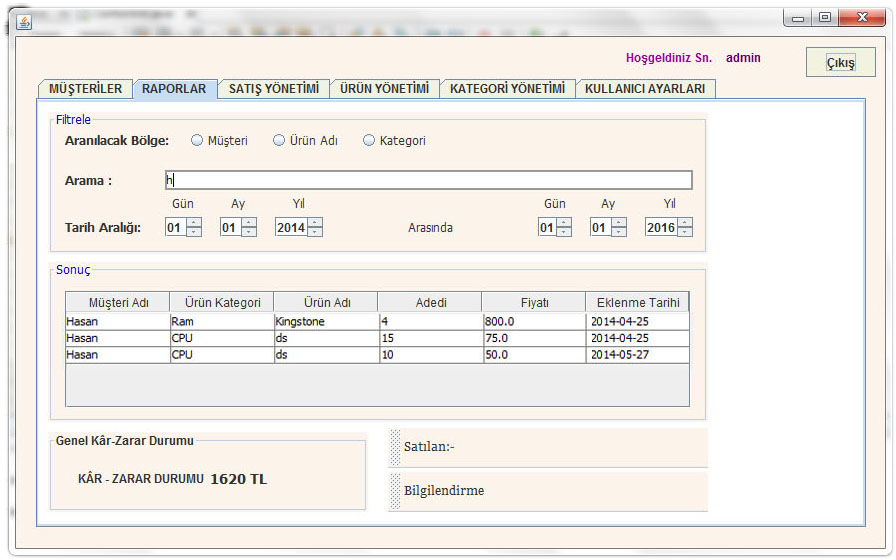 Hoşgeldiniz Sn. admin
Çıkış
MÜŞTERİLER RAPORLAR SATIŞ YÖNETİMİ ÜRÜN YÖNETİMİ KATEGORİ YÖNETİMİ KULLANICI AYARLARI
Filtrele
Aranılacak Bölge: Müşteri Ürün Adı Kategori
Arama : h
Gün Ay Yıl Gün Ay Yıl
Tarih Aralığı: 01 01 2014 Arasında 01 01 2016
Sonuç
Müşteri Adı Ürün Kategori Ürün Adı Adedi Fiyatı Eklenme Tarihi
Hasan Ram Kingstone 4 800.0 2014-04-25
Hasan CPU ds 15 75.0 2014-04-25
Hasan CPU ds 10 50.0 2014-05-27
Genel Kâr-Zarar Durumu
KÂR - ZARAR DURUMU 1620 TL
Satılan:-
Bilgilendirme